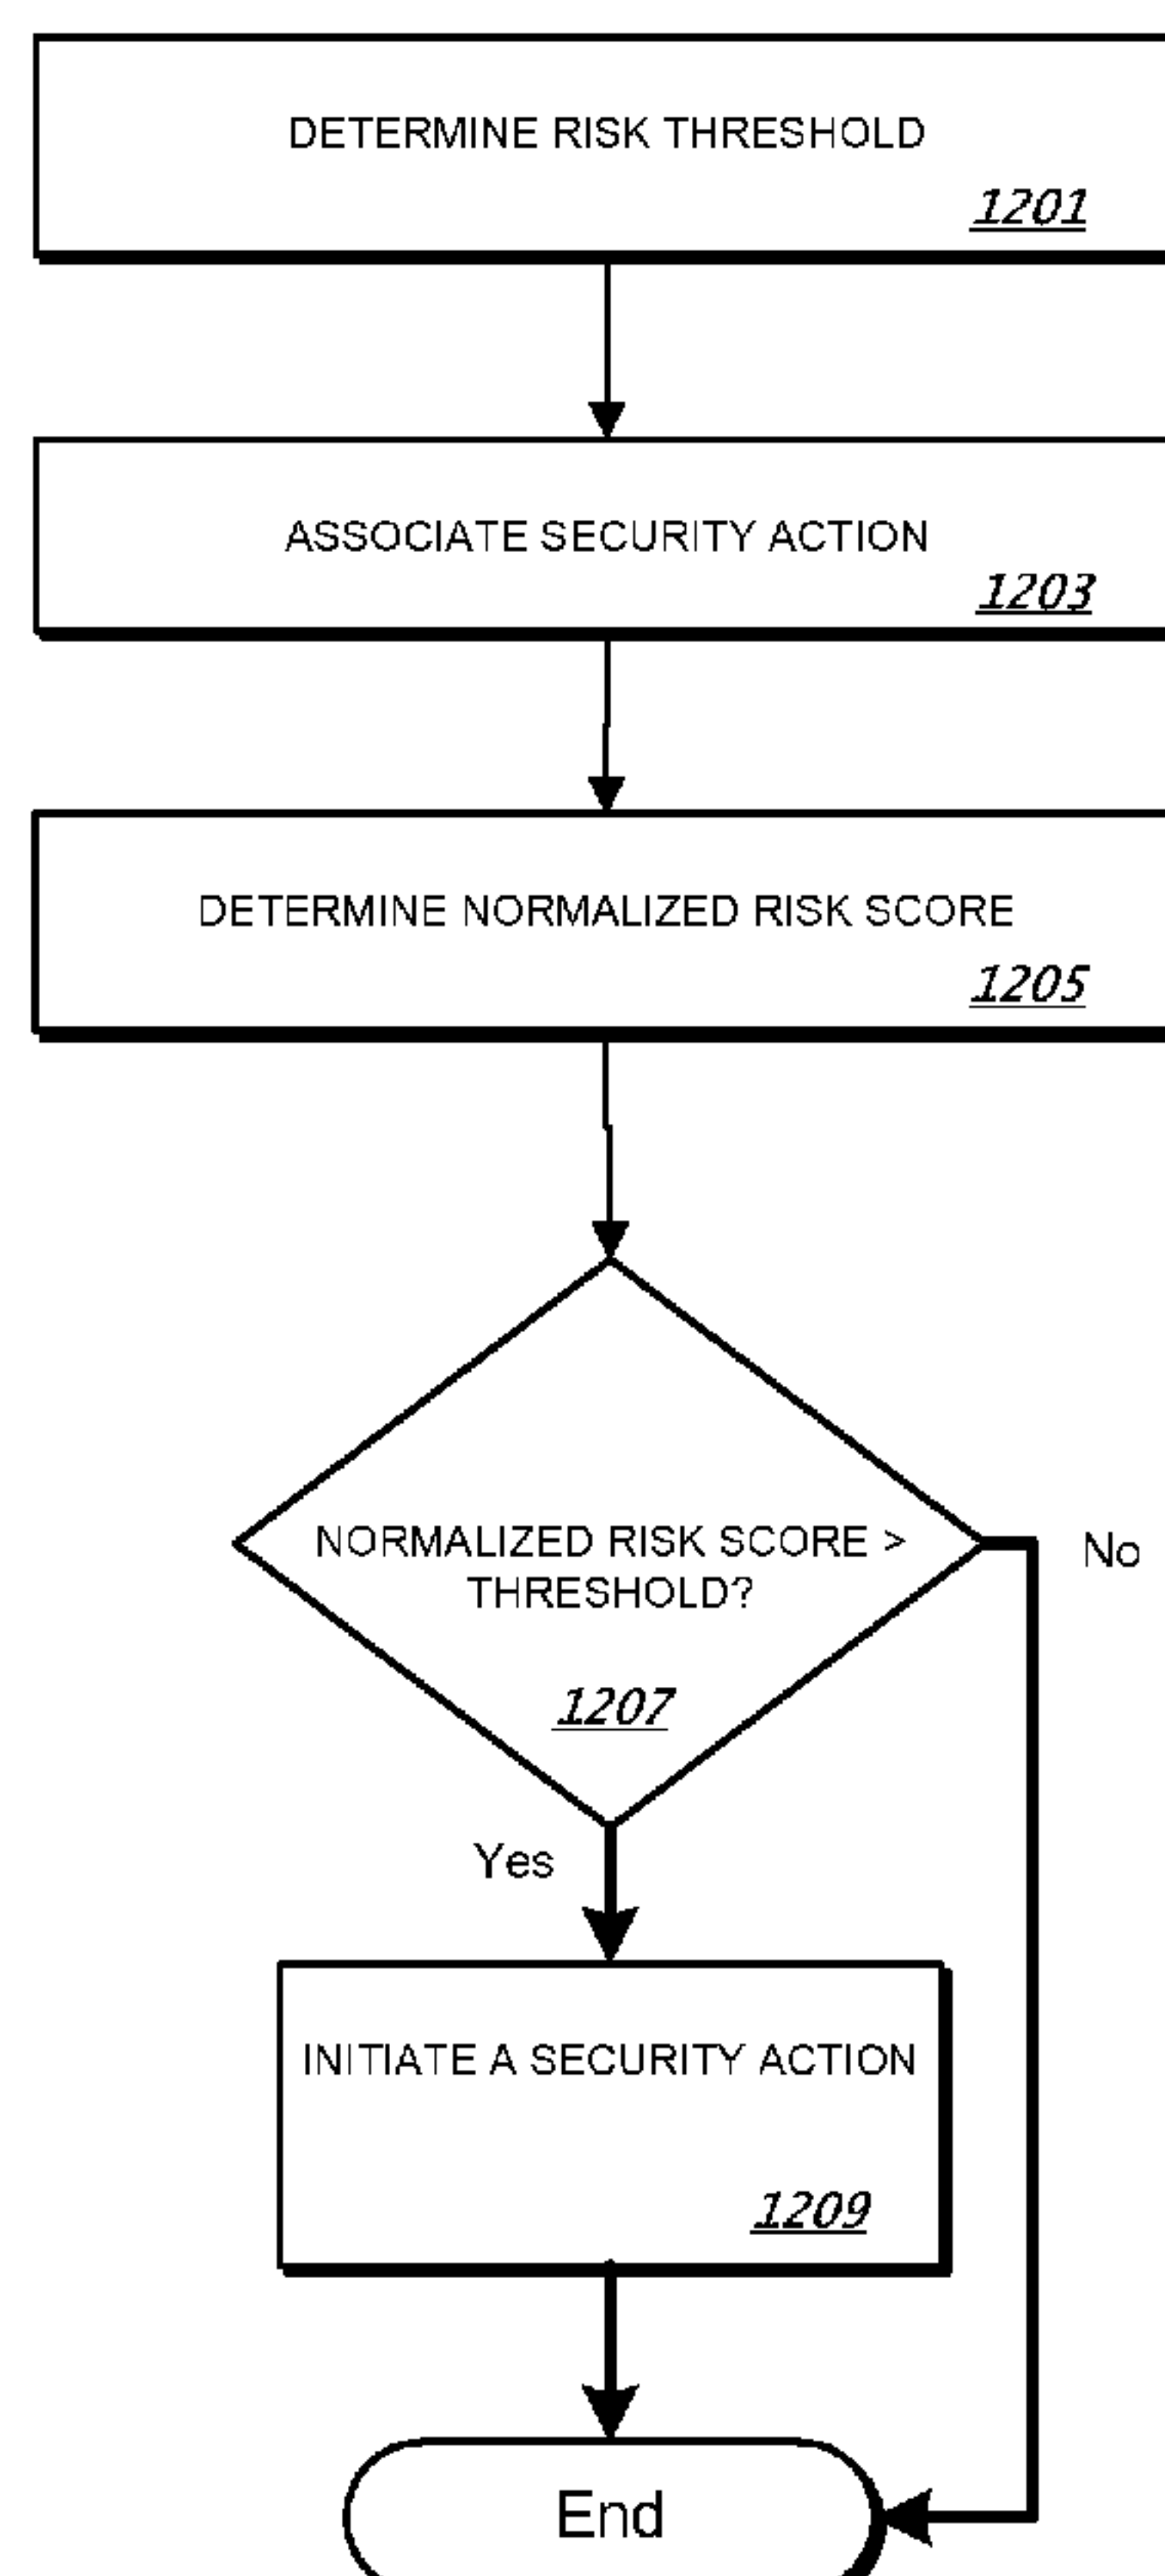 DETERMINE RISK THRESHOLD
1201
ASSOCIATE SECURITY ACTION
1203
DETERMINE NORMALIZED RISK SCORE
1205
NORMALIZED RISK SCORE >
THRESHOLD?
No
1207
Yes
INITIATE A SECURITY ACTION
1209
End